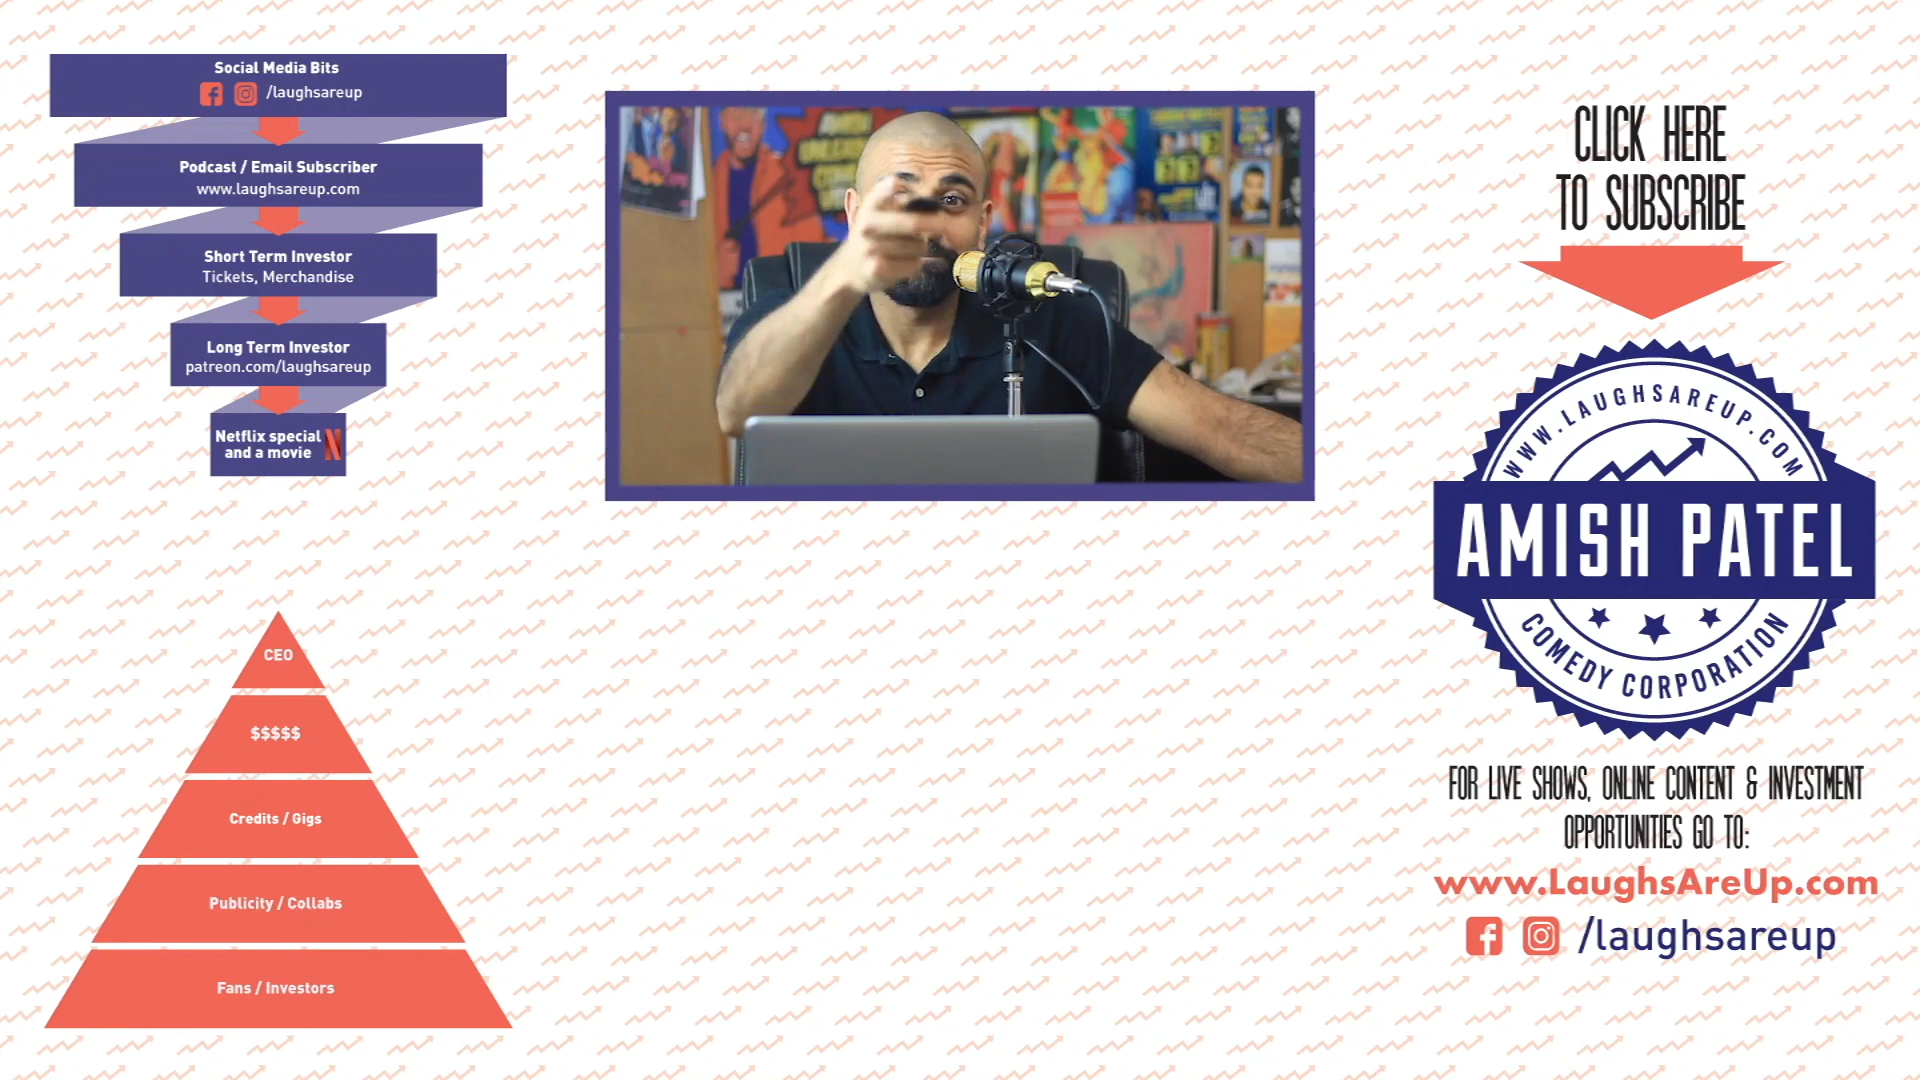 Social Media Bits
/laughsareup
Podcast / Email Subscriber
www.laughsareup.com
Short Term Investor
Tickets, Merchandise
Long Term Investor
patreon.com/laughsareup
Netflix special
and a movie
N
CEO
$$$$$
Credits / Gigs
Publicity / Collabs
Fans / Investors
CLICK HERE
TO SUBSCRIBE
WWW.LAUGHSAREUP.COM
AMISH PATEL
COMEDY CORPORATION
FOR LIVE SHOWS, ONLINE CONTENT & INVESTMENT
OPPORTUNITIES GO TO:
www.LaughsAreUp.com
/laughsareup